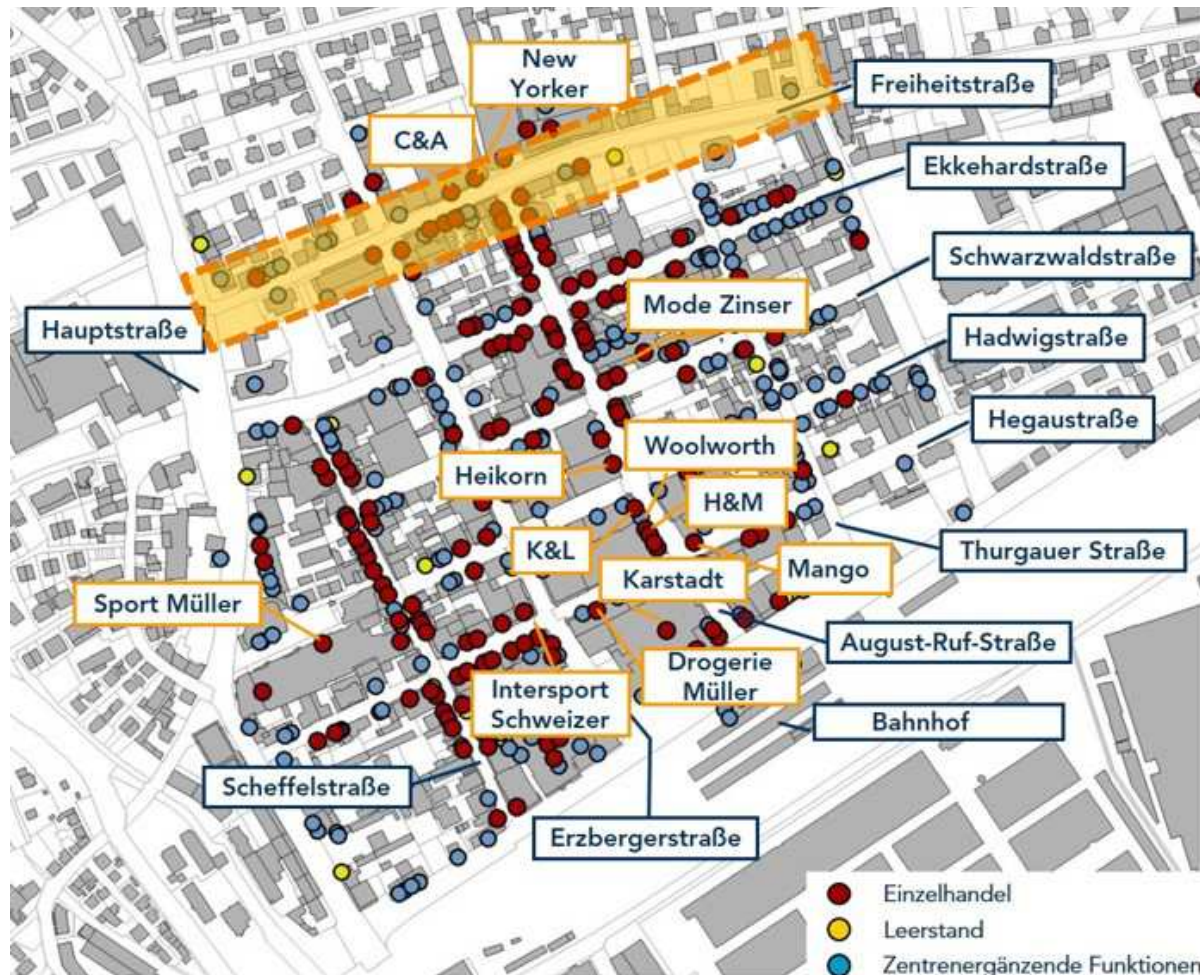 New
Yorker
Freiheitstraße
C&A
Ekkehardstraße
Schwarzwaldstraße
Mode Zinser
Hauptstraße
Hadwigstraße
Hegaustraße
Woolworth
Heikorn
H&M
K&L
Thurgauer Straße
Karstadt
Mango
Sport Müller
August-Ruf-Straße
Drogerie
Müller
Intersport
Schweizer
Bahnhof
Scheffelstraße
Erzbergerstraße
Einzelhandel
Leerstand
Zentrenergänzende Funktionen